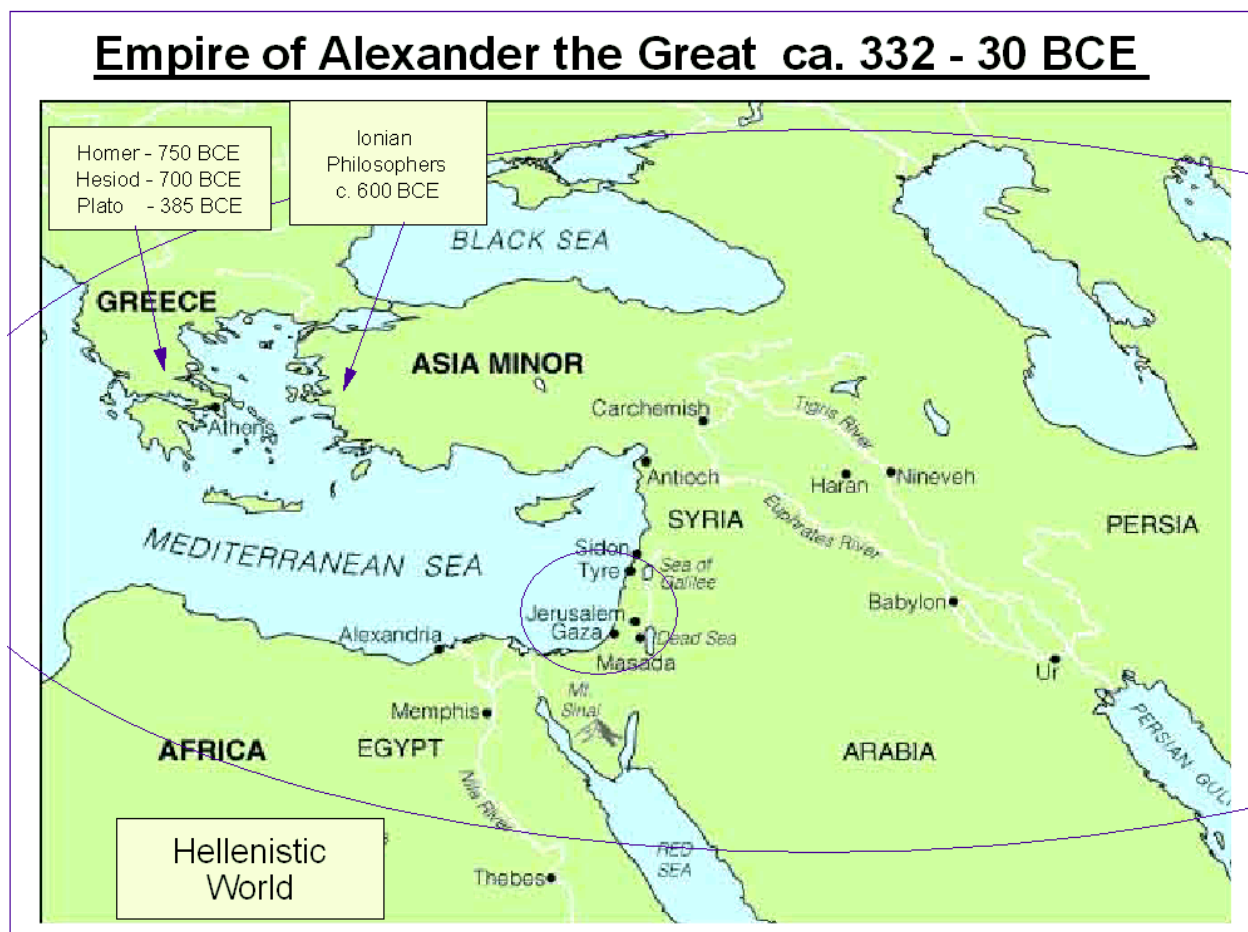 Empire of Alexander the Great ca. 332 - 30 BCE
Homer - 750 BCE
Hesiod - 700 BCE
Plato - 385 BCE
Ionian
Philosophers
c. 600 BCE
BLACK SEA
GREECE
ASIA MINOR
Athens
Carchemish
Tigris River
Antioch
Haran
Nineveh
SYRIA
Euphrates River
PERSIA
MEDITERRANEAN SEA
Sidon
Tyre
Sea of
Galilee
Babylon
Jerusalem
Gaza
Dead Sea
Masada
Alexandria
Ur
Mt.
Sinai
Memphis
AFRICA
EGYPT
ARABIA
PERSIAN GUL
Nile River
Hellenistic
World
s
RED
SEA
Thebes